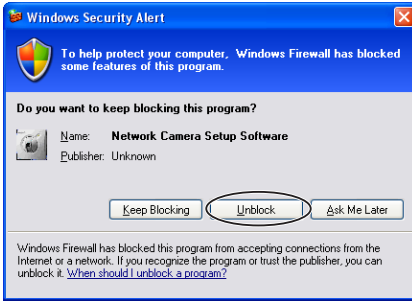 Windows Security Alert
To help protect your computer, Windows Firewall has blocked
some features of this program.
Do you want to keep blocking this program?
Name: Network Camera Setup Software
Publisher: Unknown
Keep Blocking Unblock Ask Me Later
Windows Firewall has blocked this program from accepting connections from the
Internet or a network. If you recognize the program or trust the publisher, you can
unblock it. When should I unblock a program?